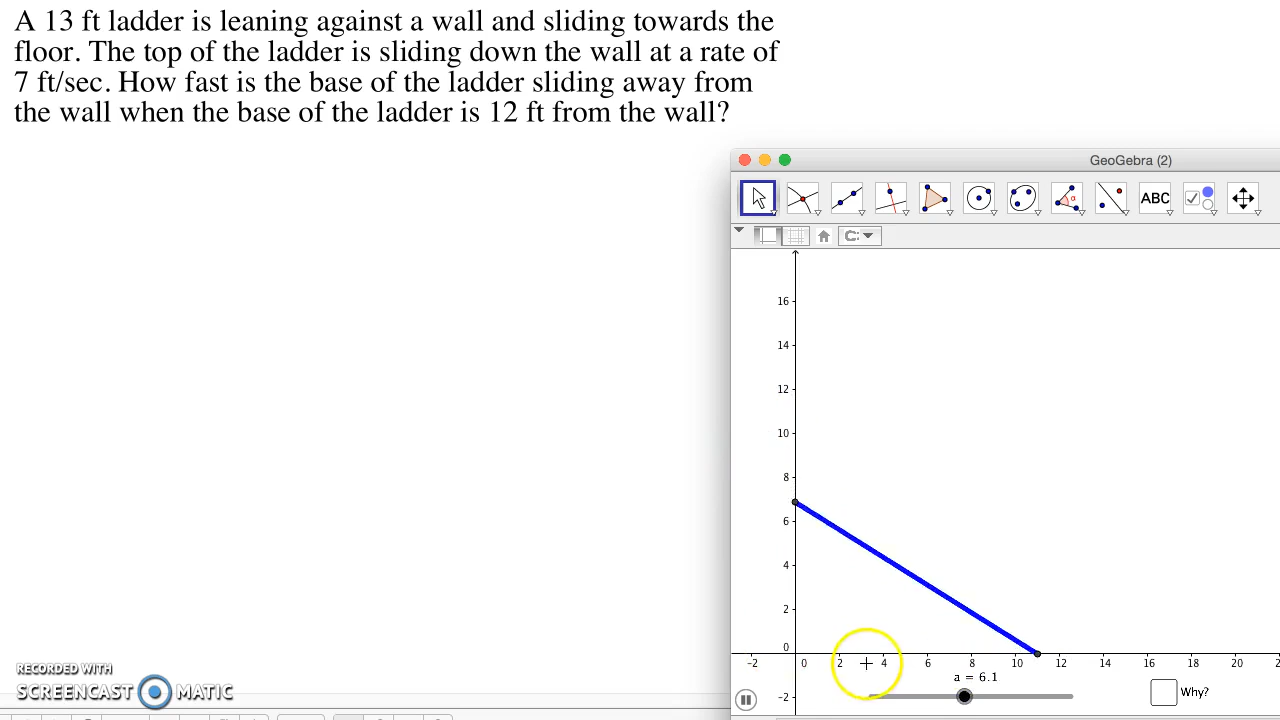 A 13 ft ladder is leaning against a wall and sliding towards the
floor. The top of the ladder is sliding down the wall at a rate of
7 ft/sec. How fast is the base of the ladder sliding away from
the wall when the base of the ladder is 12 ft from the wall?
GeoGebra (2)
α
ABC
16
14
12
10
8
6
4
2
0
-2 0 2 4 6 8 10 12 14 16 18 20
a = 6.1
-2
Why?
RECORDED WITH
SCREENCAST MATIC